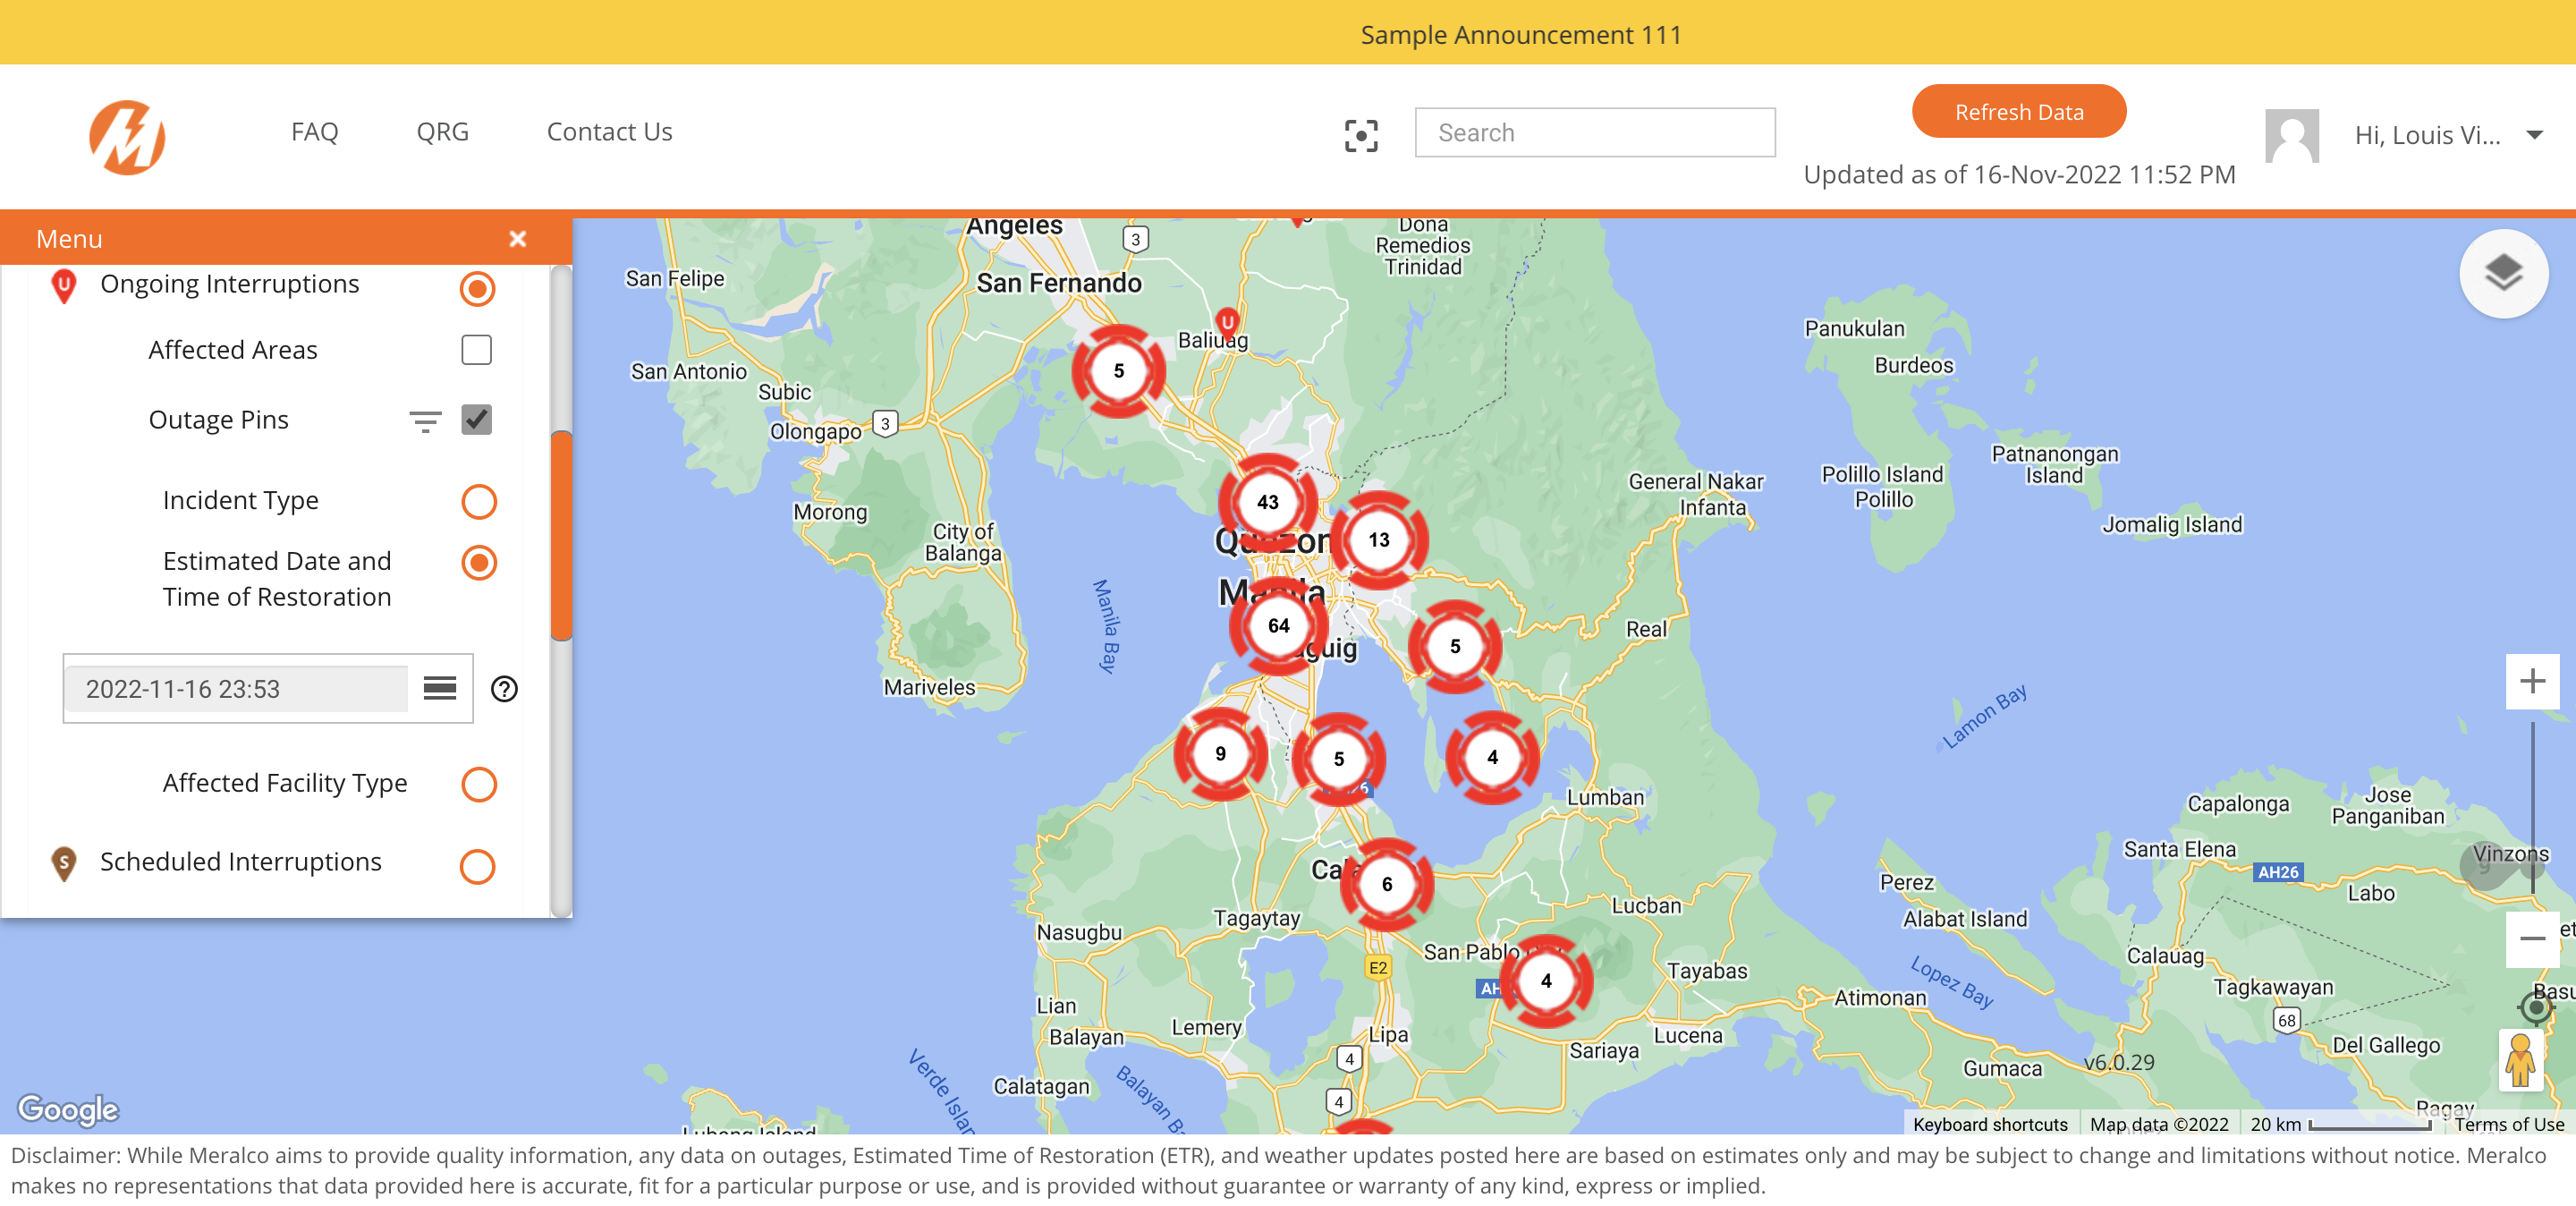 Sample Announcement 111
FAQ
QRG
Contact Us
Search
Refresh Data
Updated as of 16-Nov-2022 11:52 PM
Hi, Louis Vi...
Menu
Ongoing Interruptions
Affected Areas
Outage Pins
Incident Type
Estimated Date and
Time of Restoration
2022-11-16 23:53
Affected Facility Type
Scheduled Interruptions
U
S
Angeles
3
Dona
Remedios
Trinidad
San Felipe
San Fernando
U
Baliuag
5
San Antonio
Subic
Olongapo
3
Panukulan
Burdeos
Patnanongan
Island
Polillo Island
Polillo
Jomalig Island
General Nakar
Infanta
43
13
Morong
City of
Balanga
Manila Bay
Manila
64
5
Real
Mariveles
9
5
4
Lamon Bay
Lumban
Capalonga
Jose
Panganiban
Santa Elena
AH26
Vinzons
9
Labo
6
Perez
Alabat Island
Lucban
Tagaytay
Nasugbu
San Pablo
E2
4
Tayabas
Calauag
Lopez Bay
Tagkawayan
Atimonan
68
Lian
Balayan
Lemery
Lipa
4
Lucena
Sariaya
Del Gallego
v6.0.29
Gumaca
Calatagan
4
Ragay
Google
Keyboard shortcuts
Map data ©2022
20 km
Terms of Use
Disclaimer: While Meralco aims to provide quality information, any data on outages, Estimated Time of Restoration (ETR), and weather updates posted here are based on estimates only and may be subject to change and limitations without notice. Meralco
makes no representations that data provided here is accurate, fit for a particular purpose or use, and is provided without guarantee or warranty of any kind, express or implied.